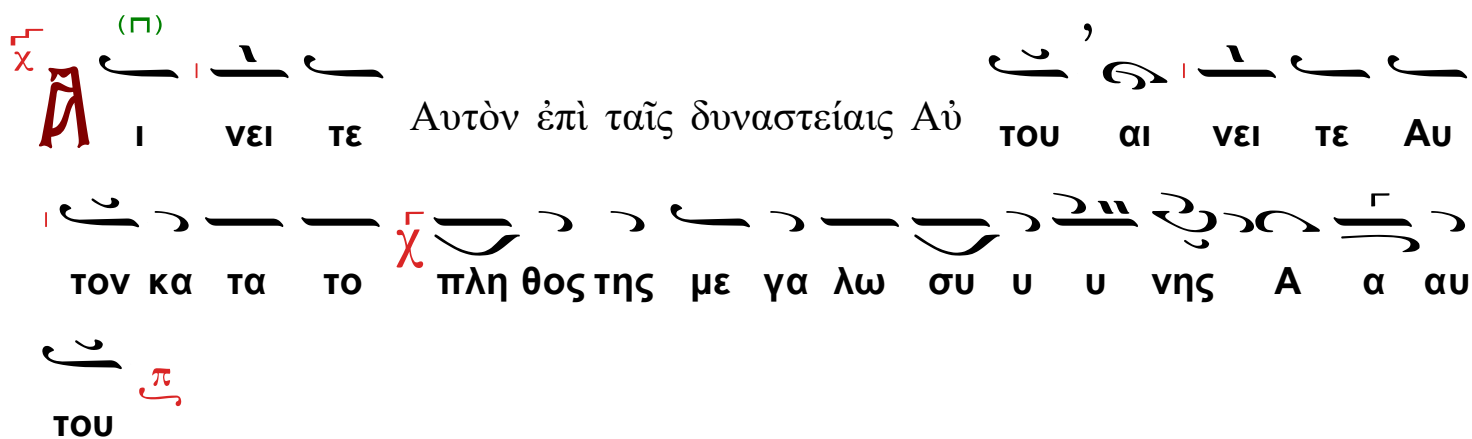 (Π)
χ
Α ι νει τε Αυτὸν ἐπὶ ταῖς δυναστείαις Αὐ του αι νει τε Αυ
τον κα τα το χ πλη θος της με γα λω συ υ υ νης Α α αυ
του π